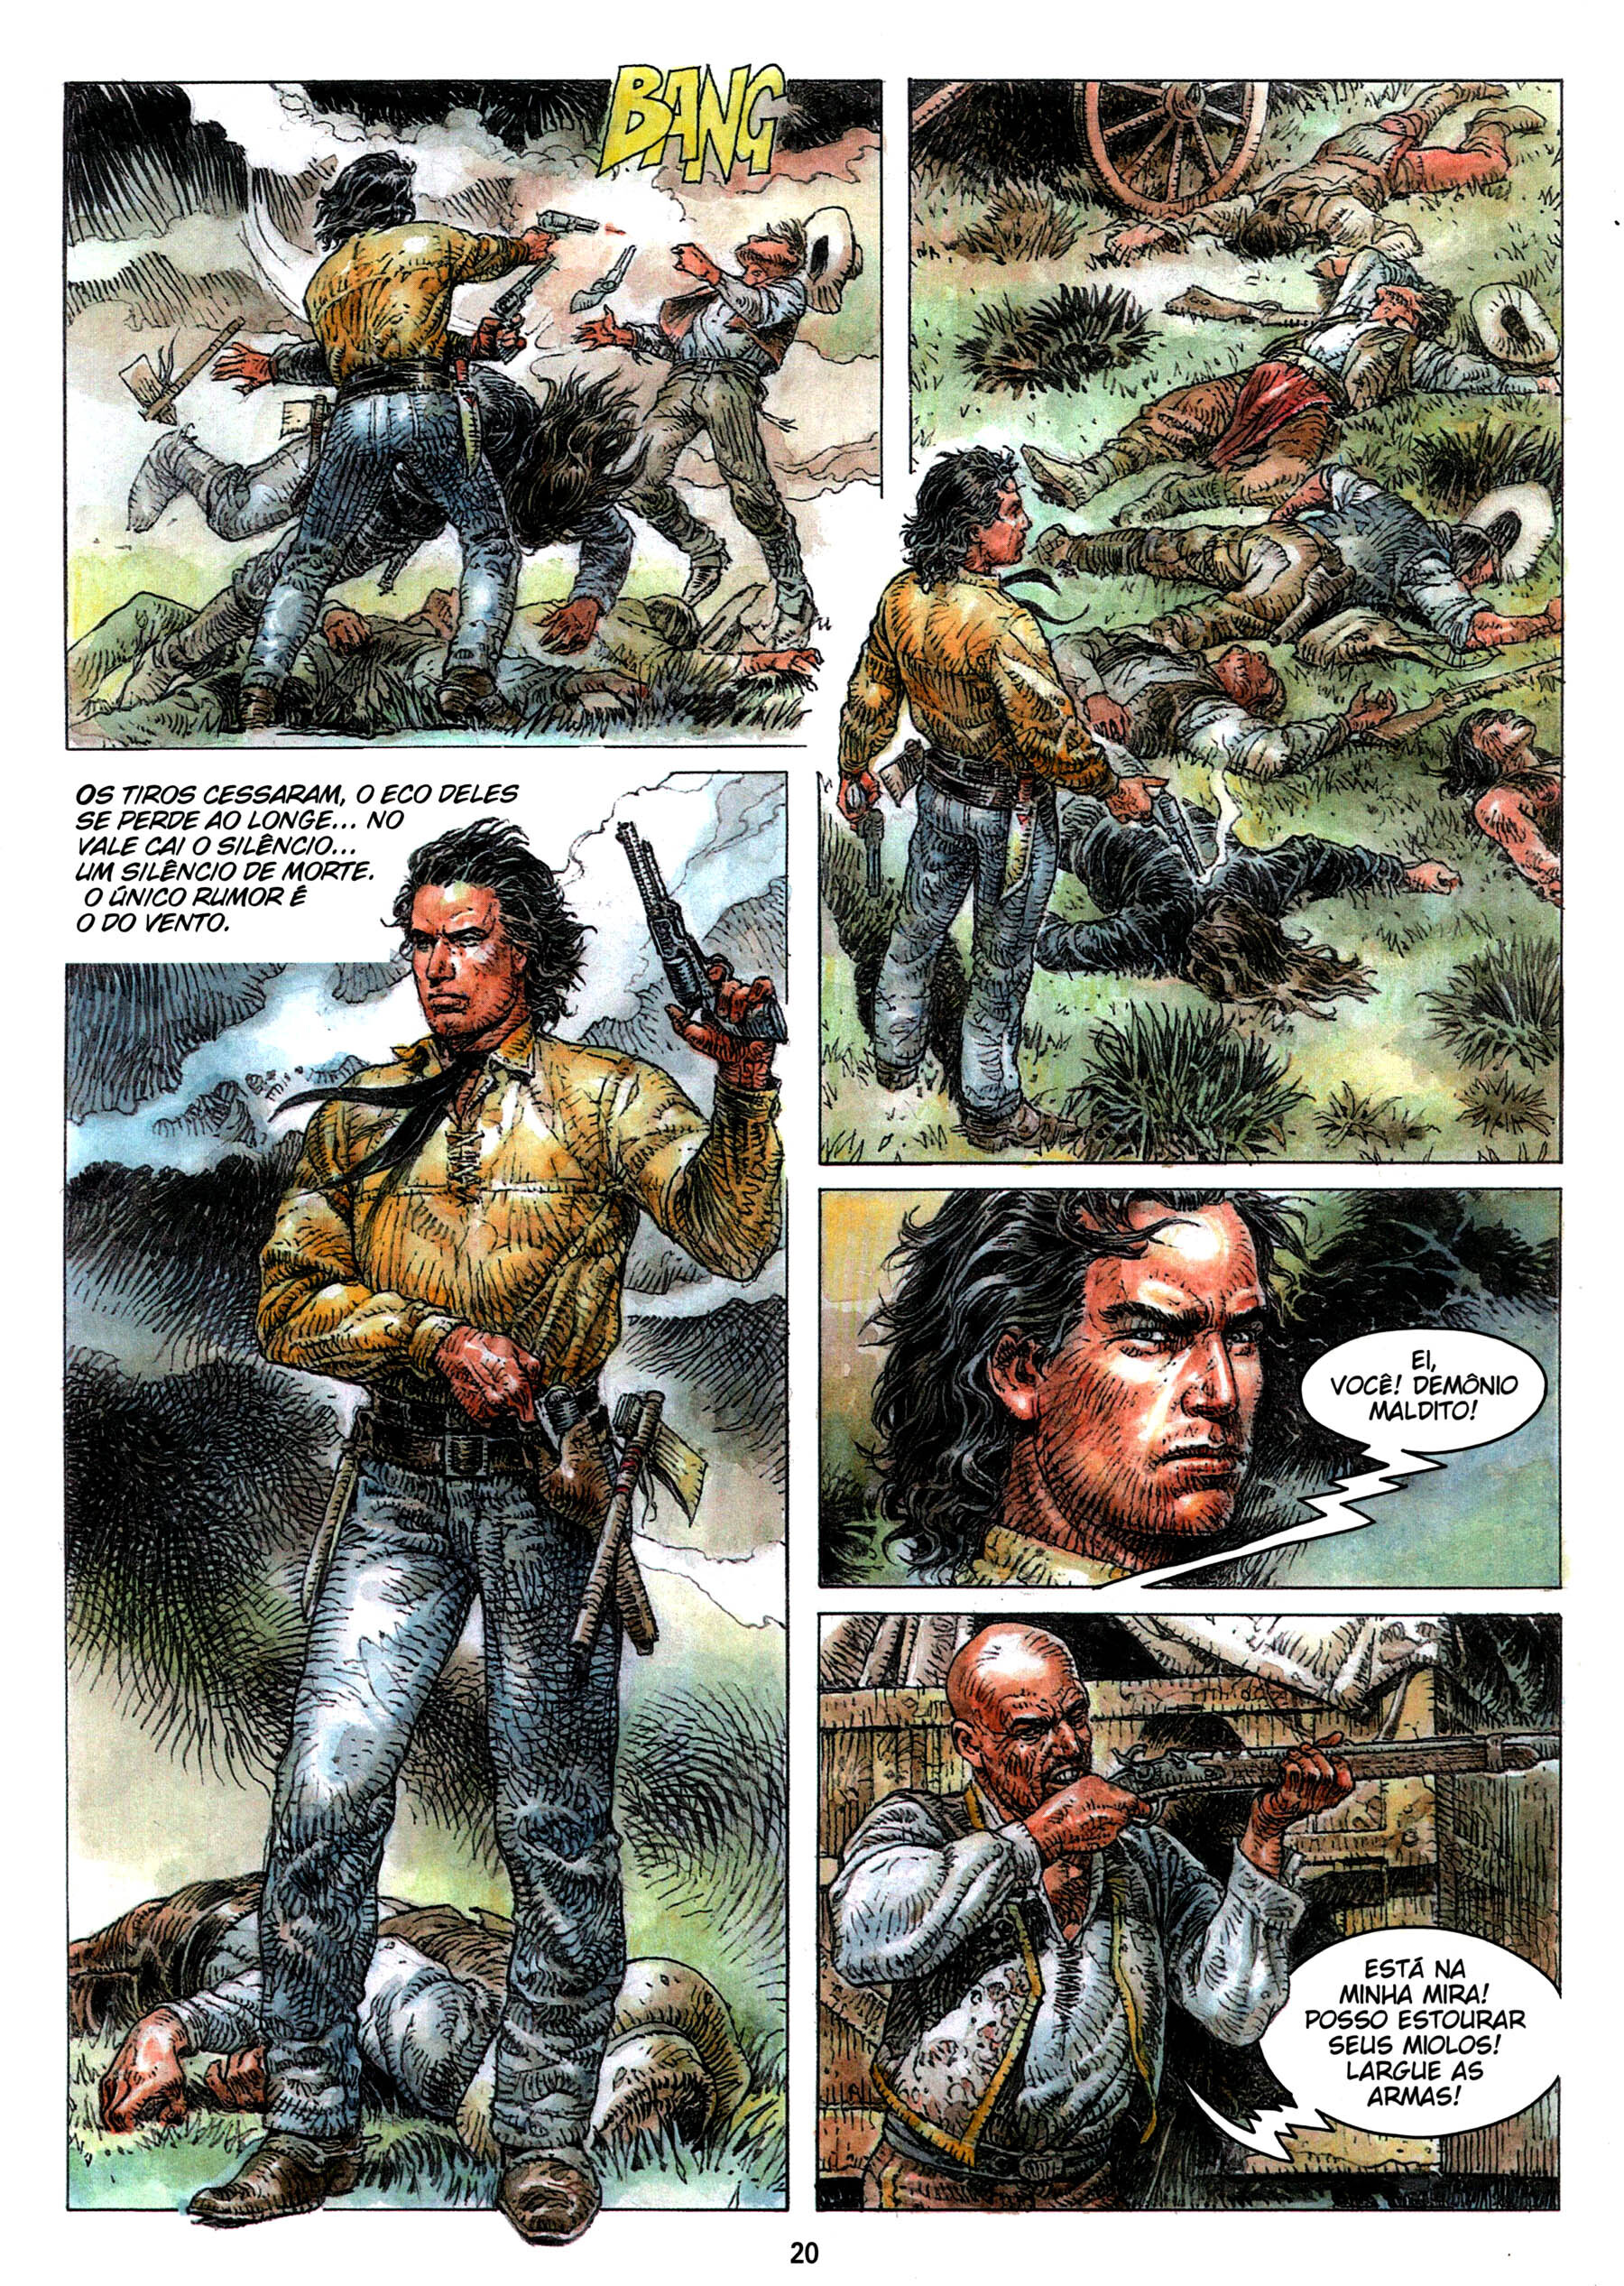 BANG
OS TIROS CESSARAM, O ECO DELES
SE PERDE AO LONGE... NO
VALE CAI O SILÊNCIO...
UM SILÊNCIO DE MORTE.
O ÚNICO RUMOR É
O DO VENTO.
EI,
VOCÊ! DEMÔNIO
MALDITO!
ESTÁ NA
MINHA MIRA!
POSSO ESTOURAR
SEUS MIOLOS!
LARGUE AS
ARMAS!
20